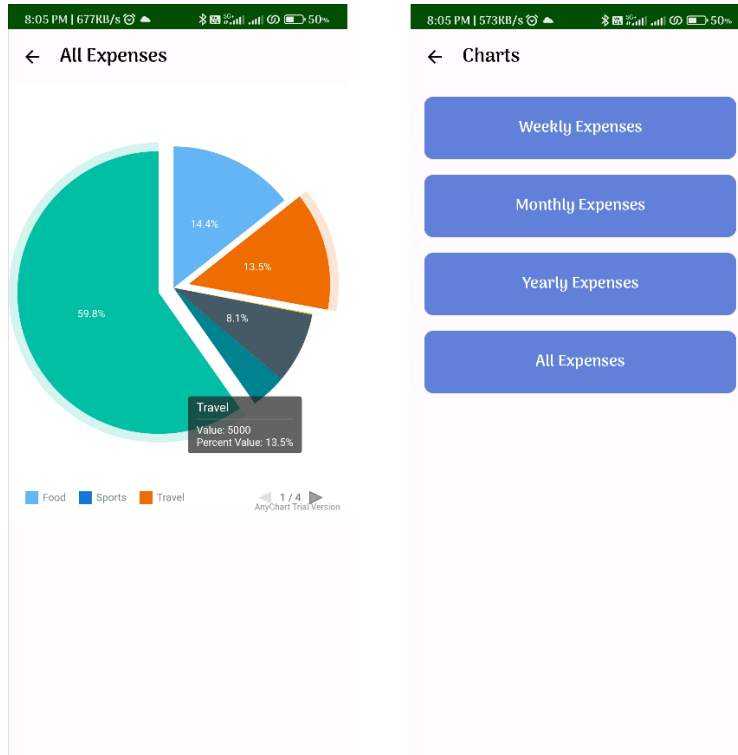 8:05 PM | 677KB/s
50%
All Expenses
14.4%
13.5%
8.1%
59.8%
Travel
Value: 5000
Percent Value: 13.5%
Food
Sports
Travel
1 / 4
AnyChart Trial Version
8:05 PM | 573KB/s
50%
Charts
Weekly Expenses
Monthly Expenses
Yearly Expenses
All Expenses